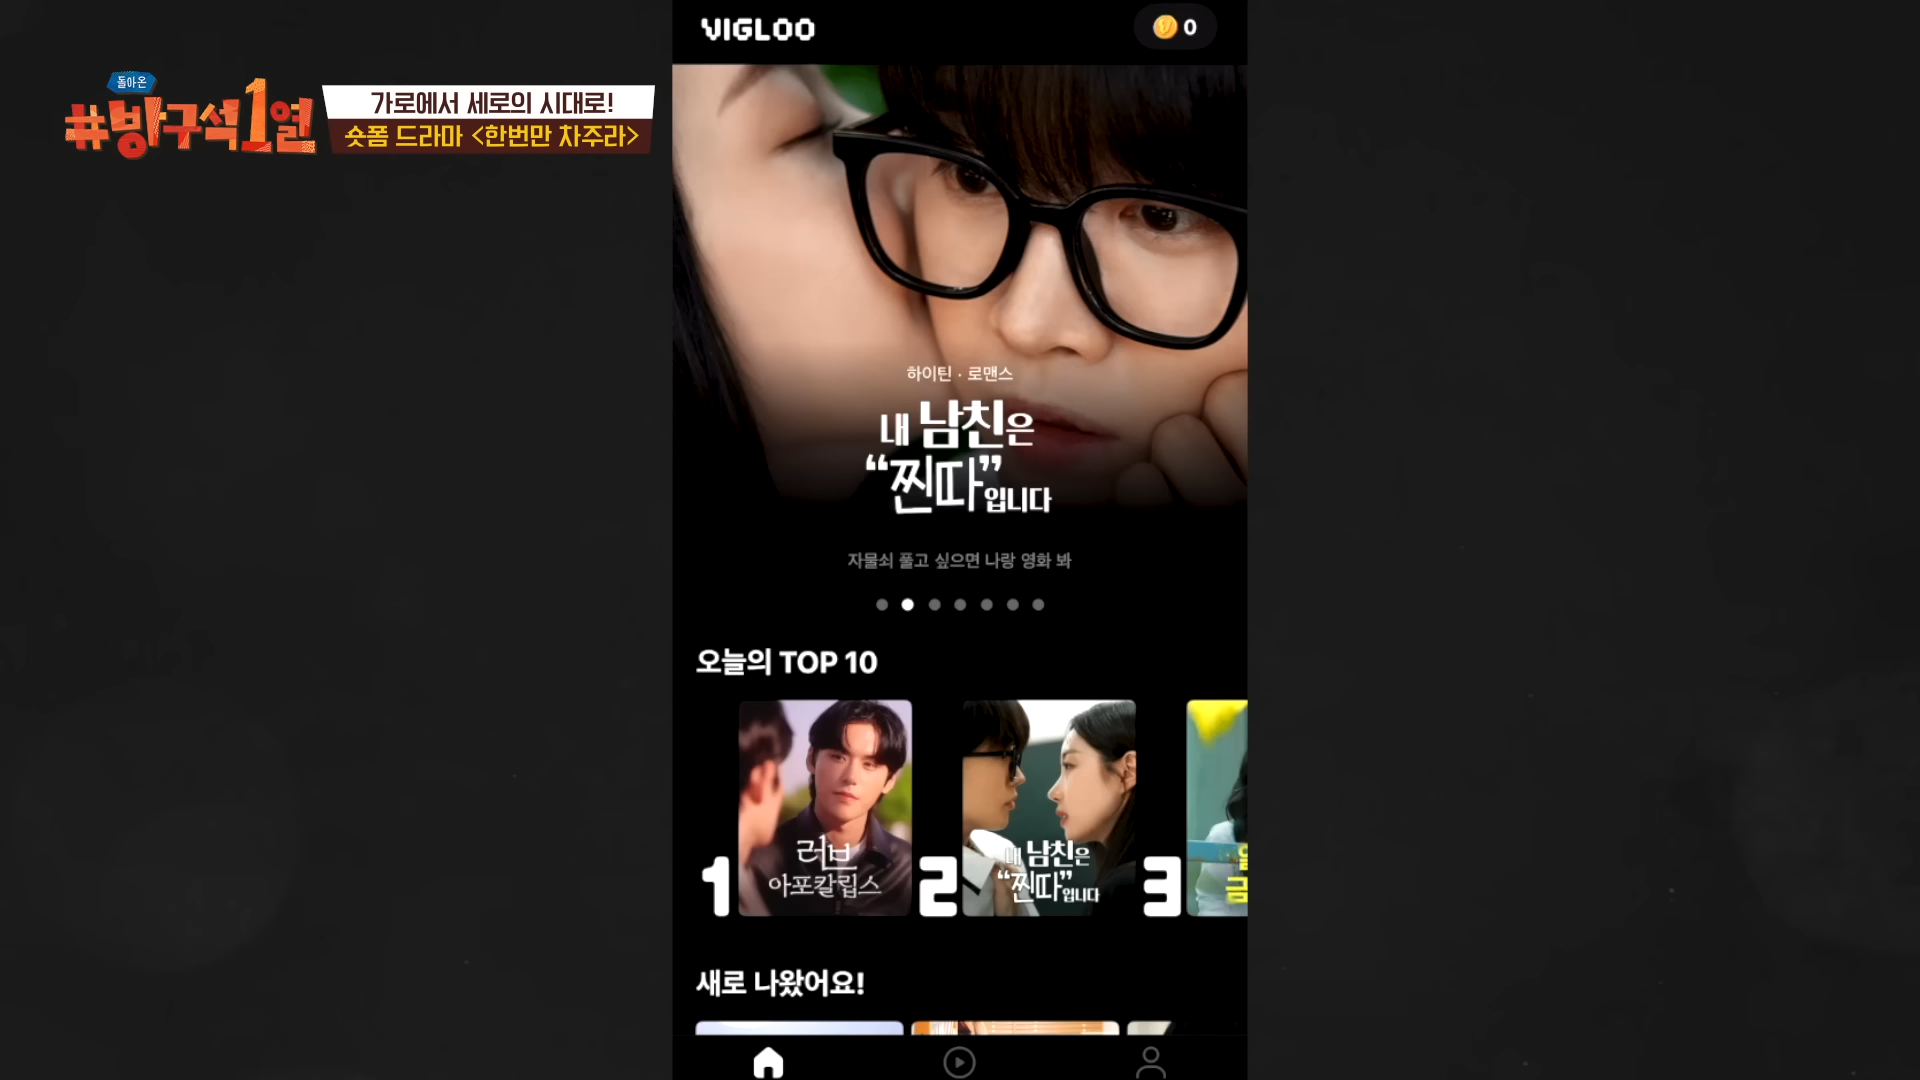 VIGLOO
0
돌아온
#방구석1열
가로에서 세로의 시대로!
숏폼 드라마 <한번만 차주라>
하이틴 · 로맨스
내 남친은
“찐따”입니다
자물쇠 풀고 싶으면 나랑 영화 봐
오늘의 TOP 10
1
러브
아포칼립스
2
내 남친은
“찐따”입니다
3
금
새로 나왔어요!